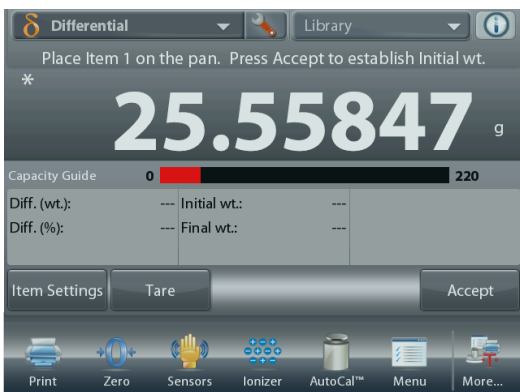 δ Differential Library
Place Item 1 on the pan. Press Accept to establish Initial wt.
*
25.55847 g
Capacity Guide 0 220
Diff. (wt.): --- Initial wt.: ---
Diff. (%): --- Final wt.: ---
Item Settings Tare Accept
Print Zero Sensors Ionizer AutoCal™ Menu More...